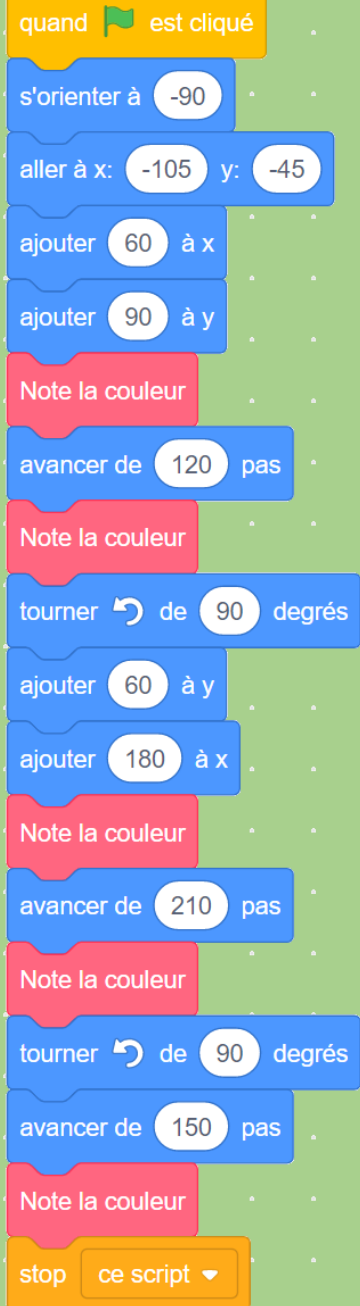 quand est cliqué
s'orienter à -90
aller à x: -105 y: -45
ajouter 60 à x
ajouter 90 à y
Note la couleur
avancer de 120 pas
Note la couleur
tourner de 90 degrés
ajouter 60 à y
ajouter 180 à x
Note la couleur
avancer de 210 pas
Note la couleur
tourner de 90 degrés
avancer de 150 pas
Note la couleur
stop ce script